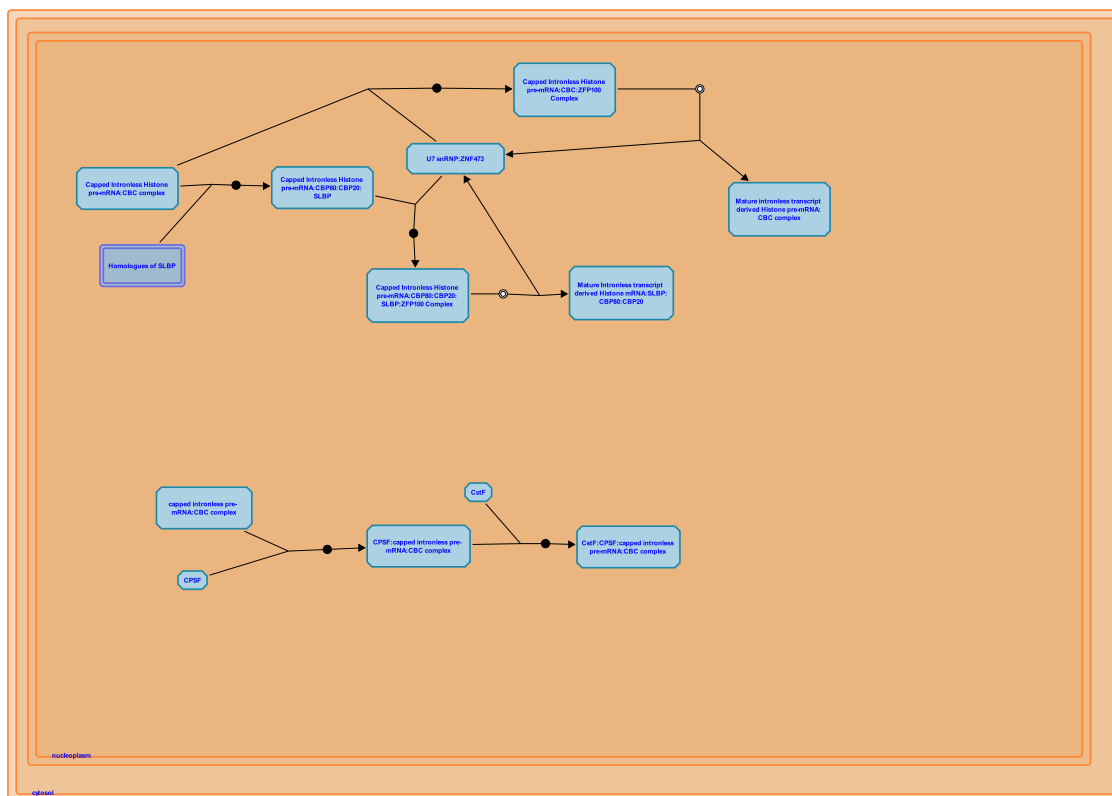 Capped Intronless Histone
pre-mRNA:CBC:ZFP100
Complex
U7 snRNP:ZNF473
Capped Intronless Histone
pre-mRNA:CBC complex
Capped Intronless Histone
pre-mRNA:CBP80:CBP20:
SLBP
Mature intronless transcript
derived Histone pre-mRNA:
CBC complex
Homologues of SLBP
Capped Intronless Histone
pre-mRNA:CBP80:CBP20:
SLBP:ZFP100 Complex
Mature Intronless transcript
derived Histone mRNA:SLBP:
CBP80:CBP20
capped intronless pre-
mRNA:CBC complex
CstF
CPSF:capped intronless pre-
mRNA:CBC complex
CstF:CPSF:capped intronless
pre-mRNA:CBC complex
CPSF
nucleoplasm
cytosol